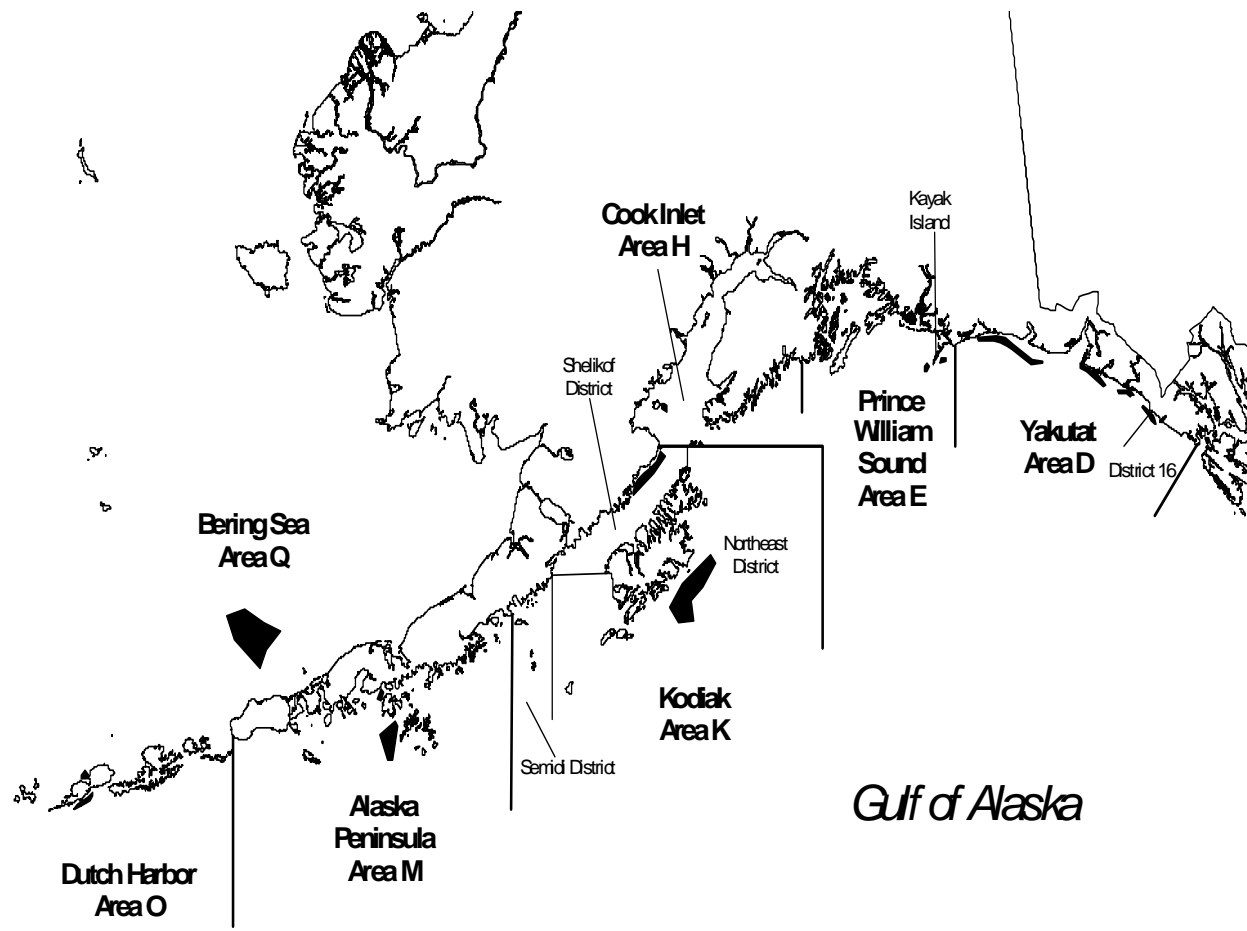 Kayak
Island
Cook Inlet
Area H
Shelikof
District
Prince
William
Sound
Area E
Yakutat
Area D
District 16
Bering Sea
Area Q
Northeast
District
Kodiak
Area K
Semidi District
Gulf of Alaska
Alaska
Peninsula
Area M
Dutch Harbor
Area O